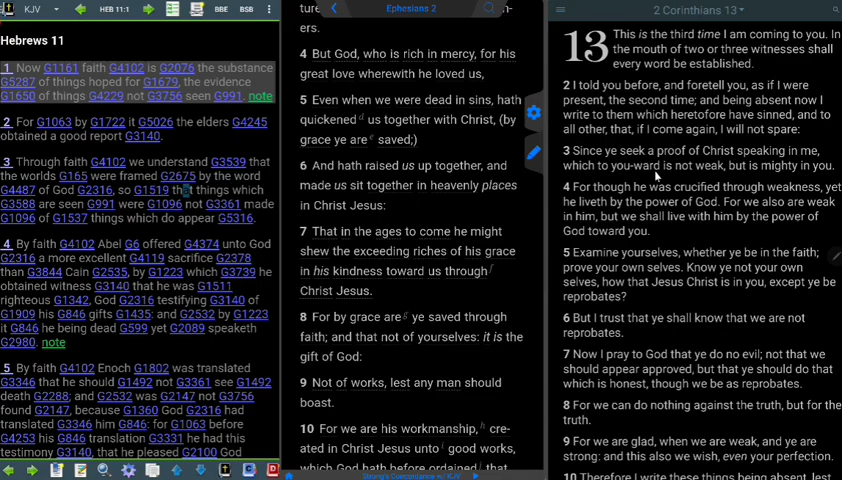 KJV HEB 11:1 BBE BSB
Hebrews 11
1 Now G1161 faith G4102 is G2076 the substance
G5287 of things hoped for G1679, the evidence
G1650 of things G4229 not G3756 seen G991. note
2 For G1063 by G1722 it G5026 the elders G4245
obtained a good report G3140.
3 Through faith G4102 we understand G3539 that
the worlds G165 were framed G2675 by the word
G4487 of God G2316, so G1519 that things which
G3588 are seen G991 were G1096 not G3361 made
G1096 of G1537 things which do appear G5316.
4 By faith G4102 Abel G6 offered G4374 unto God
G2316 a more excellent G4119 sacrifice G2378
than G3844 Cain G2535, by G1223 which G3739 he
obtained witness G3140 that he was G1511
righteous G1342, God G2316 testifying G3140 of
G1909 his G846 gifts G1435: and G2532 by G1223
it G846 he being dead G599 yet G2089 speaketh
G2980. note
5 By faith G4102 Enoch G1802 was translated
G3346 that he should G1492 not G3361 see G1492
death G2288; and G2532 was G2147 not G3756
found G2147, because G1360 God G2316 had
translated G3346 him G846: for G1063 before
G4253 his G846 translation G3331 he had this
testimony G3140, that he pleased G2100 God
Ephesians 2
ers.
4 But God, who is rich in mercy, for his
great love wherewith he loved us,
5 Even when we were dead in sins, hath
quickened d us together with Christ, (by
grace ye are e saved;)
6 And hath raised us up together, and
made us sit together in heavenly places
in Christ Jesus:
7 That in the ages to come he might
shew the exceeding riches of his grace
in his kindness toward us through f
Christ Jesus.
8 For by grace are g ye saved through
faith; and that not of yourselves: it is the
gift of God:
9 Not of works, lest any man should
boast.
10 For we are his workmanship, h cre-
ated in Christ Jesus unto i good works,
which God hath before ordained that
2 Corinthians 13
13 This is the third time I am coming to you. In
the mouth of two or three witnesses shall
every word be established.
2 I told you before, and foretell you, as if I were
present, the second time; and being absent now I
write to them which heretofore have sinned, and to
all other, that, if I come again, I will not spare:
3 Since ye seek a proof of Christ speaking in me,
which to you-ward is not weak, but is mighty in you.
4 For though he was crucified through weakness, yet
he liveth by the power of God. For we also are weak
in him, but we shall live with him by the power of
God toward you.
5 Examine yourselves, whether ye be in the faith;
prove your own selves. Know ye not your own
selves, how that Jesus Christ is in you, except ye be
reprobates?
6 But I trust that ye shall know that we are not
reprobates.
7 Now I pray to God that ye do no evil; not that we
should appear approved, but that ye should do that
which is honest, though we be as reprobates.
8 For we can do nothing against the truth, but for the
truth.
9 For we are glad, when we are weak, and ye are
strong: and this also we wish, even your perfection.
10 Therefore I write these things being absent, lest